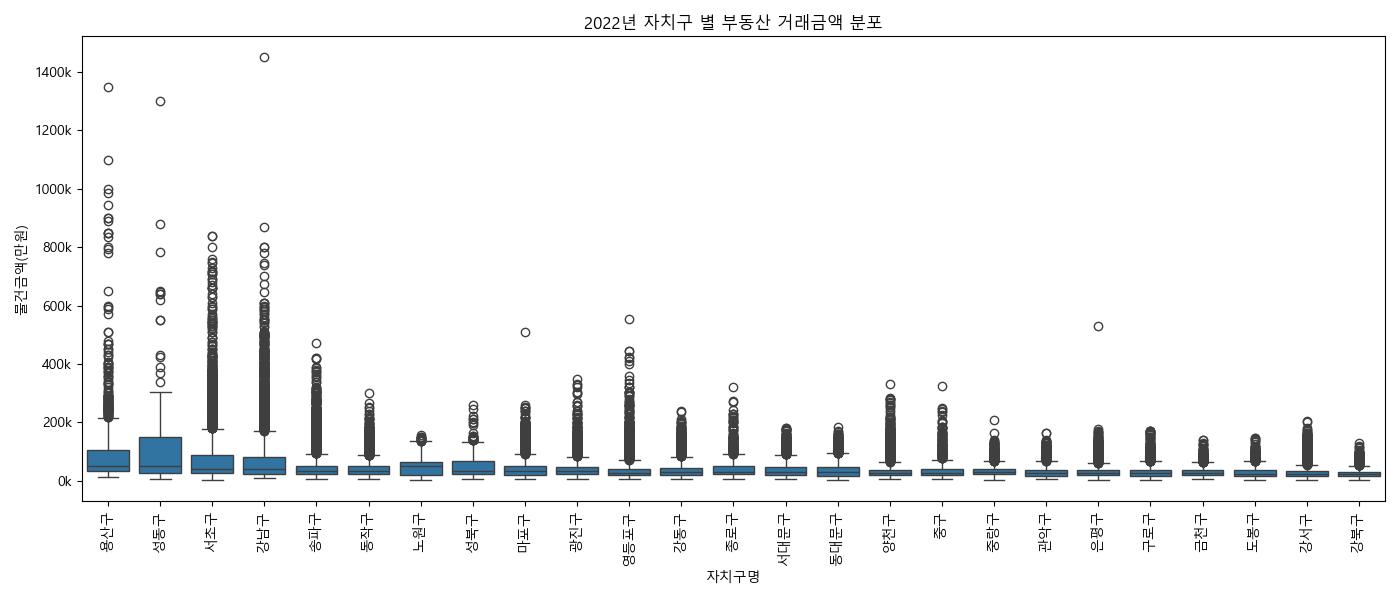 2022년 자치구 별 부동산 거래금액 분포
물건금액(만원)
1400k
1200k
1000k
800k
600k
400k
200k
0k
용산구
성동구
서초구
강남구
송파구
동작구
노원구
성북구
마포구
광진구
영등포구
강동구
종로구
서대문구
동대문구
양천구
중구
중랑구
관악구
은평구
구로구
금천구
도봉구
강서구
강북구
자치구명